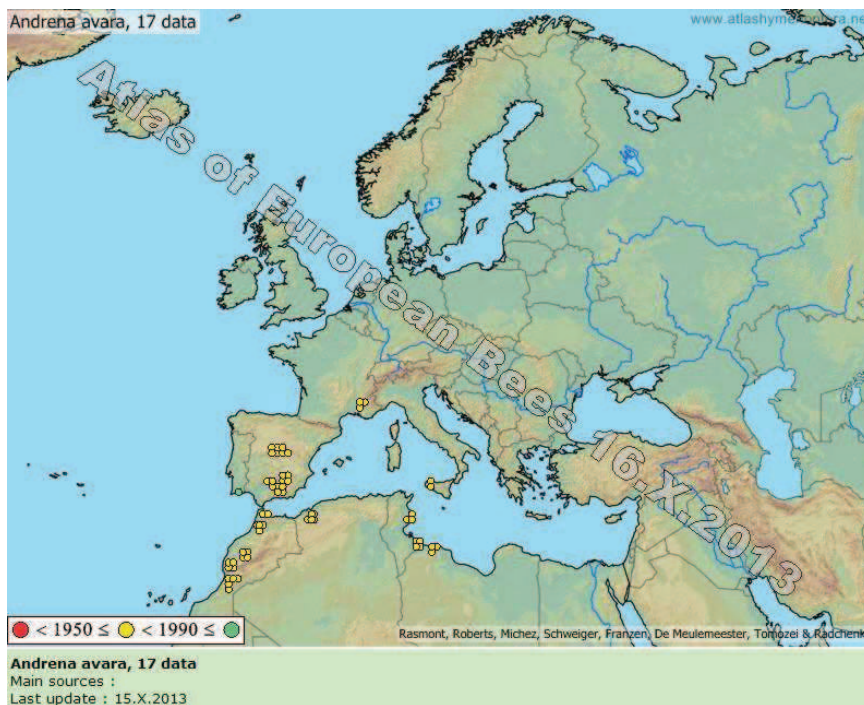 Andrena avara, 17 data
www.atlashymenoptera.ne
Atlas of European Bees 16.X.2013
< 1950 ≤ < 1990 ≤
Rasmont, Roberts, Michez, Schweiger, Franzen, De Meulemeester, Tomozei & Radchenk
Andrena avara, 17 data
Main sources :
Last update : 15.X.2013